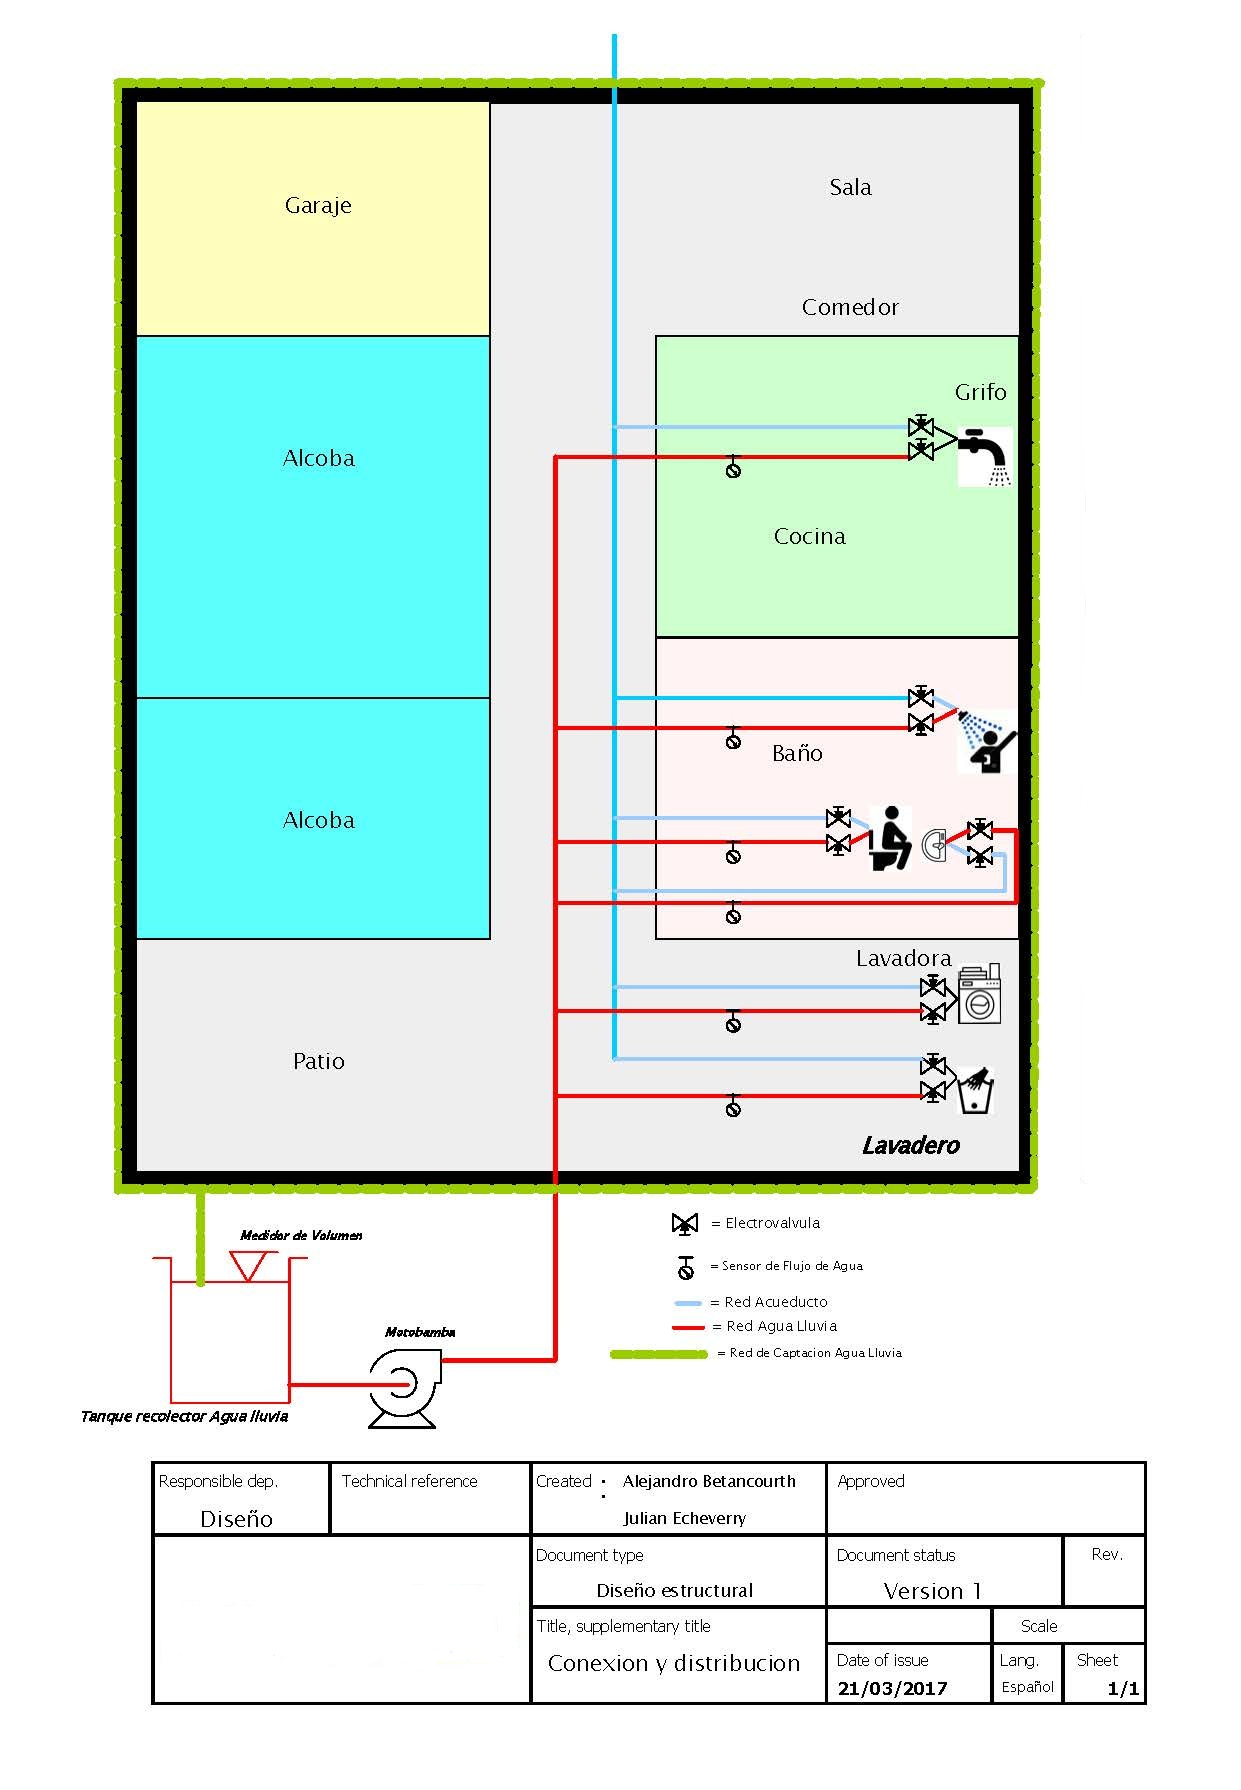 Garaje
Sala
Comedor
Grifo
Alcoba
Cocina
Baño
Alcoba
Lavadora
Patio
Lavadero
Medidor de Volumen
= Electrovalvula
= Sensor de Flujo de Agua
= Red Acueducto
= Red Agua Lluvia
= Red de Captacion Agua Lluvia
Motobamba
Tanque recolector Agua lluvia
Responsible dep.
Diseño
Technical reference
Created :
Alejandro Betancourth
Julian Echeverry
Approved
Document type
Diseño estructural
Document status
Version 1
Rev.
Title, supplementary title
Conexion y distribucion
Scale
Date of issue
21/03/2017
Lang.
Español
Sheet
1/1